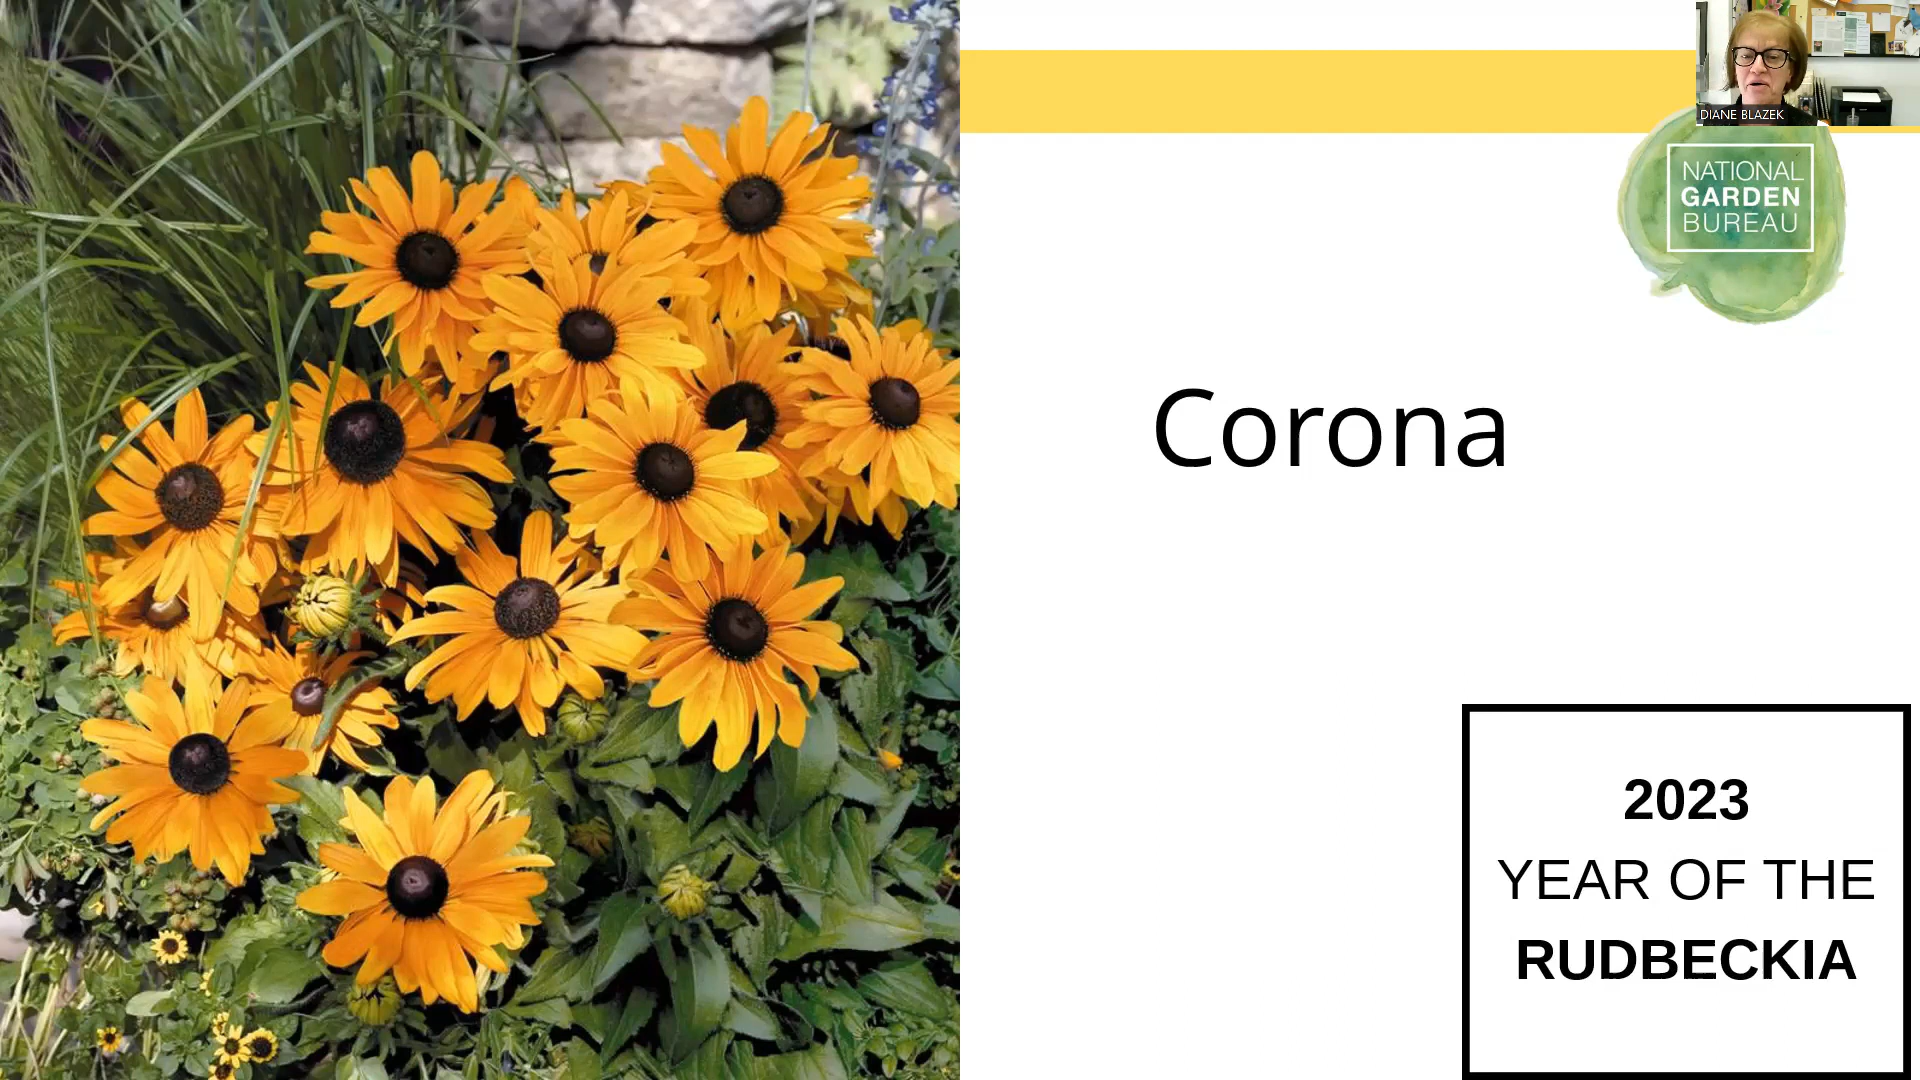 DIANE BLAZEK
NATIONAL
GARDEN
BUREAU
Corona
2023
YEAR OF THE
RUDBECKIA